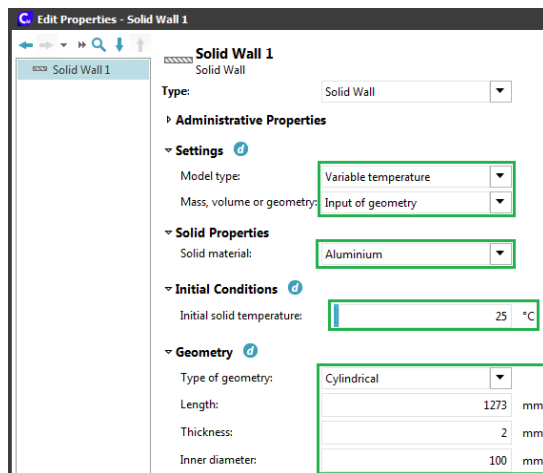 Edit Properties - Solid Wall 1
Solid Wall 1
Solid Wall 1
Solid Wall
Type: Solid Wall
Administrative Properties
Settings d
Model type: Variable temperature
Mass, volume or geometry: Input of geometry
Solid Properties
Solid material: Aluminium
Initial Conditions d
Initial solid temperature: 25 °C
Geometry d
Type of geometry: Cylindrical
Length: 1273 mm
Thickness: 2 mm
Inner diameter: 100 mm